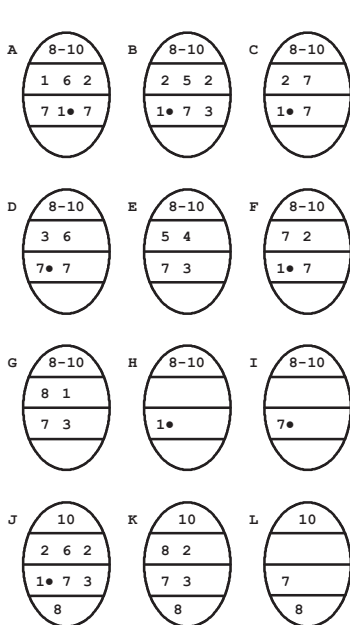 A 8-10 B 8-10 C 8-10
1 6 2 2 5 2 2 7
7 1● 7 1● 7 3 1● 7
D 8-10 E 8-10 F 8-10
3 6 5 4 7 2
7● 7 7 3 1● 7
G 8-10 H 8-10 I 8-10
8 1
7 3 1● 7●
J 10 K 10 L 10
2 6 2 8 2
1● 7 3 7 3 7
8 8 8